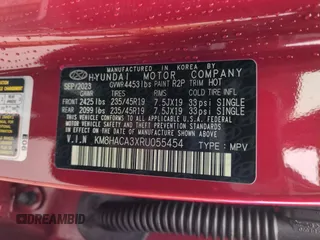 MANUFACTURED IN KOREA BY
HYUNDAI MOTOR COMPANY
SEP/2023 GVWR4453lbs PAINT R2P TRIM HOT
GAWR TIRES RIMS COLD TIRE INFL
FRONT 2425 lbs 235/45R19 7.5JX19 33psi SINGLE
REAR 2099 lbs 235/45R19 7.5JX19 33psi SINGLE
V.I.N KM8HACA3XRU055454 TYPE: MPV
THIS VEHICLE CONFORMS TO ALL APPLICABLE
U.S. FEDERAL MOTOR VEHICLE SAFETY, BUMPER,
AND THEFT PREVENTION STANDARDS IN EFFECT
ON THE DATE OF MANUFACTURE SHOWN ABOVE.
DREAMBID